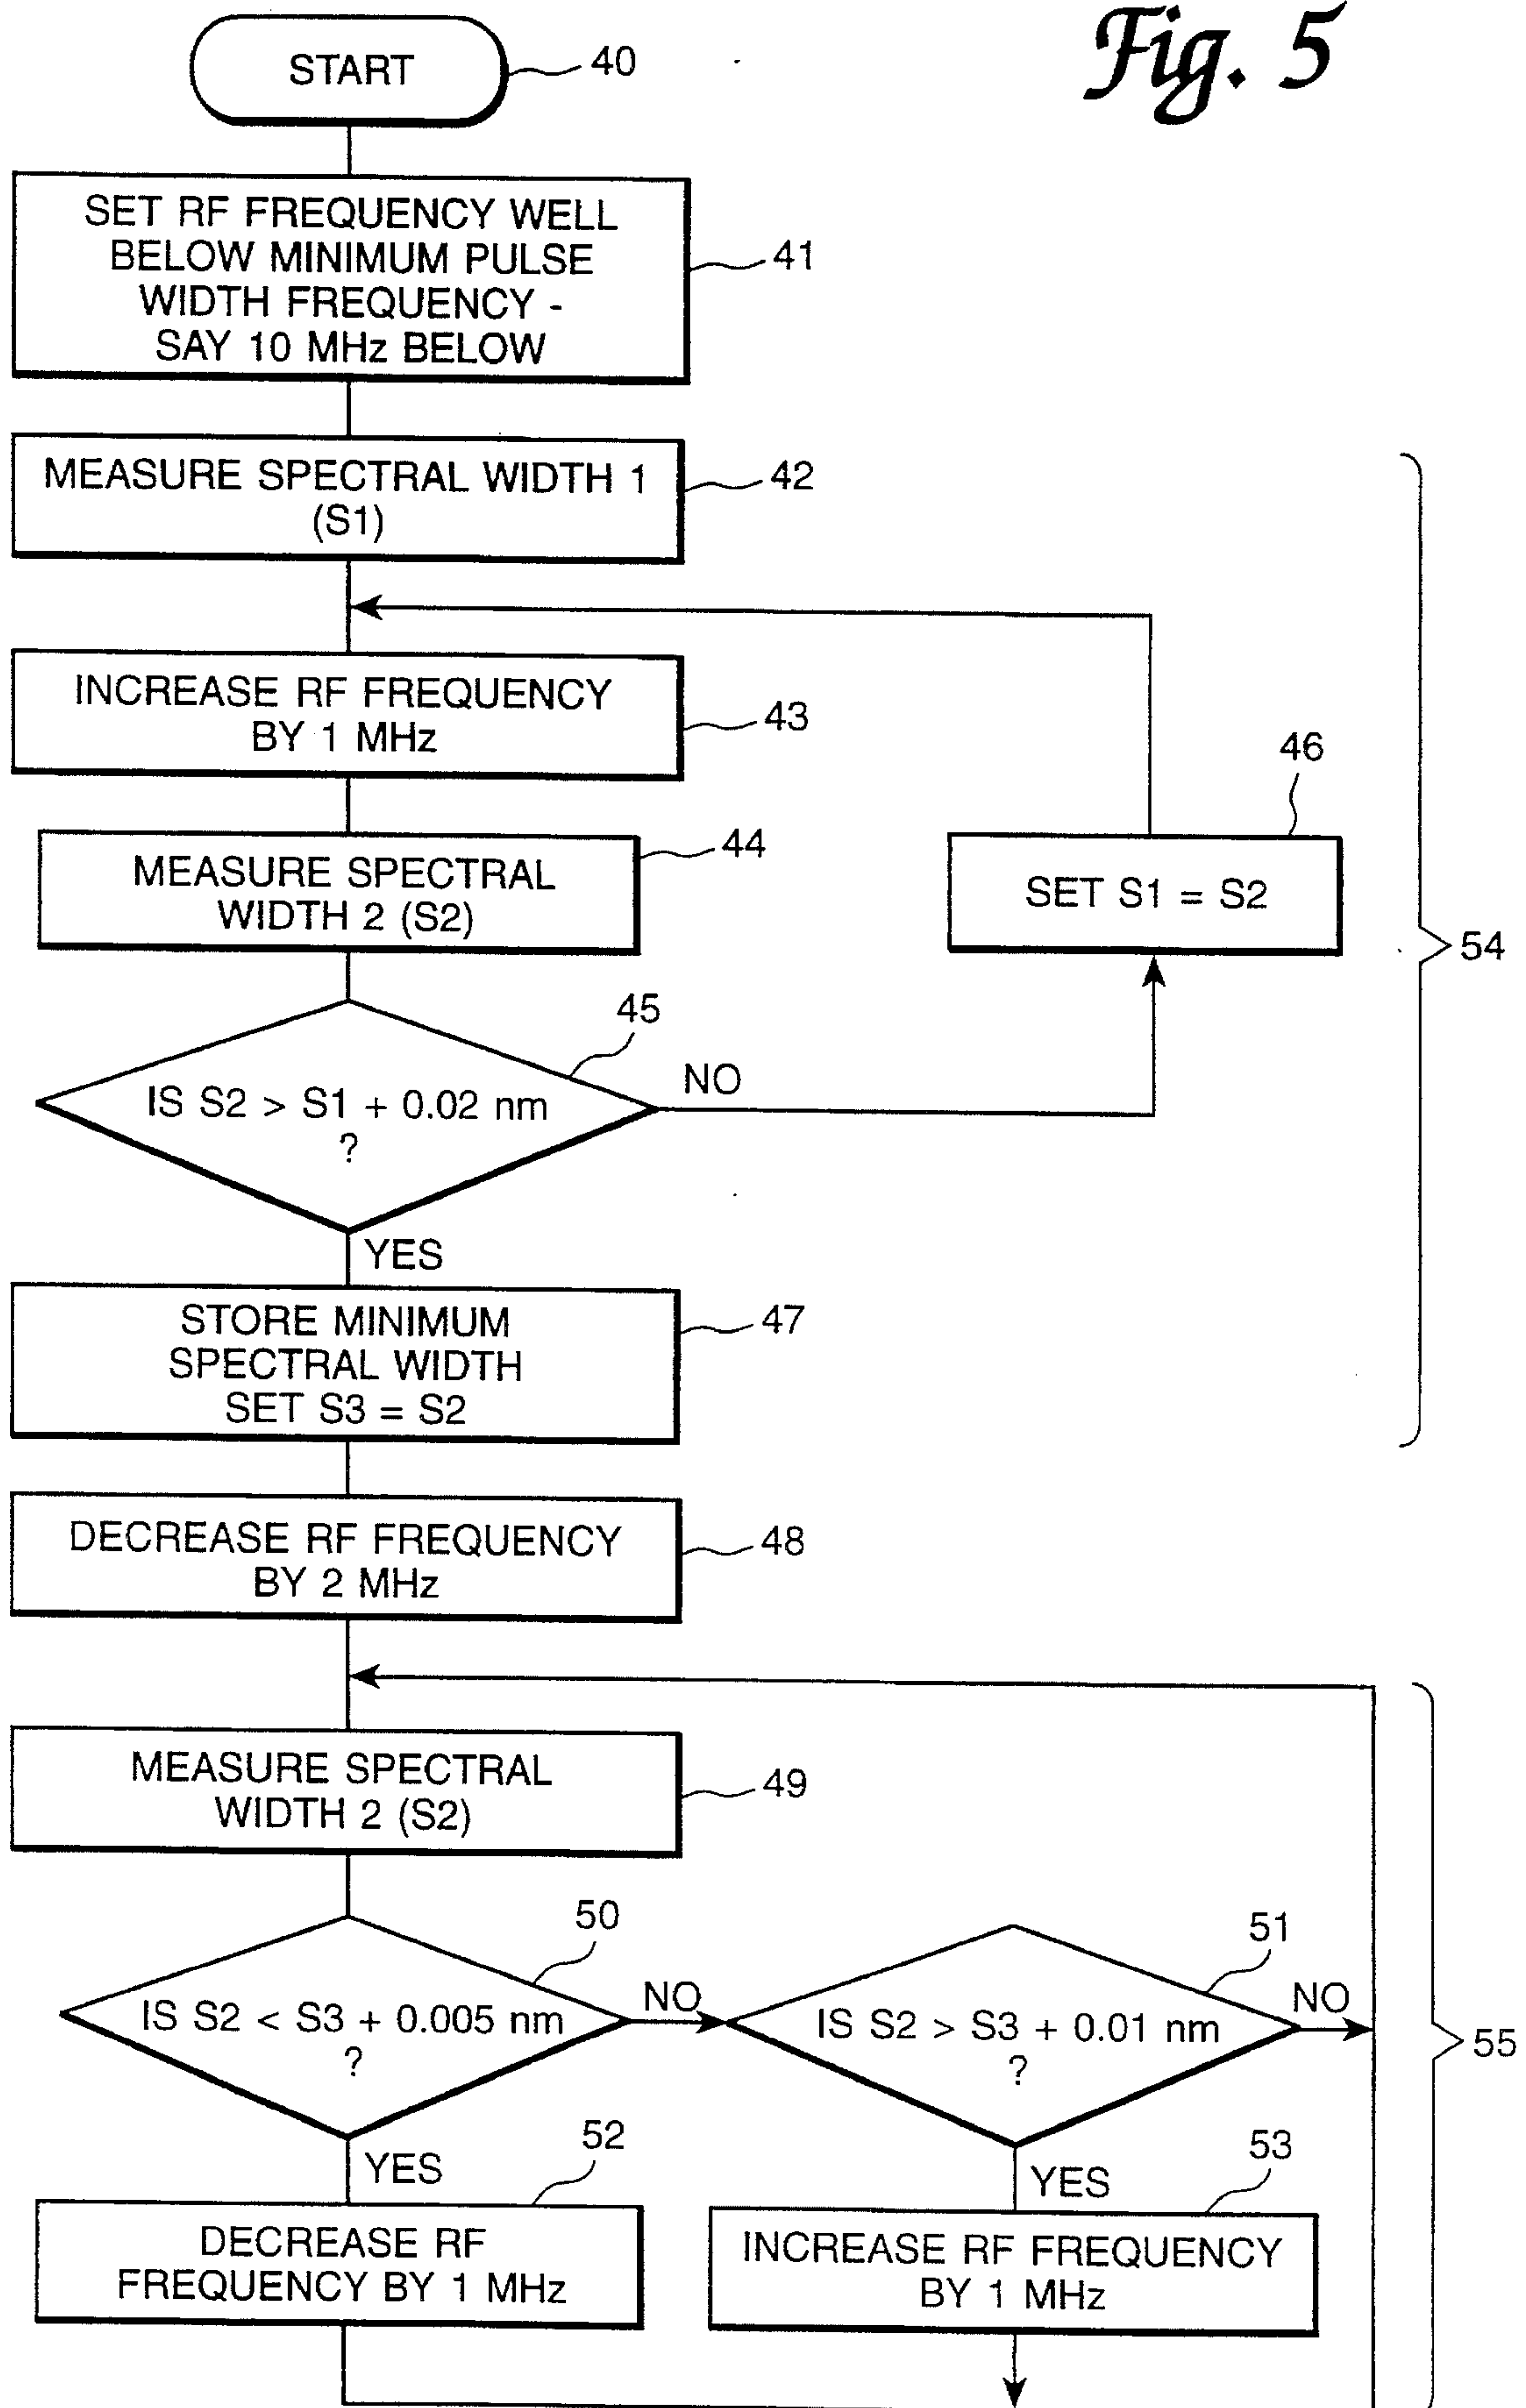 Fig. 5
START
40
SET RF FREQUENCY WELL
BELOW MINIMUM PULSE
WIDTH FREQUENCY -
SAY 10 MHz BELOW
41
MEASURE SPECTRAL WIDTH 1
(S1)
42
INCREASE RF FREQUENCY
BY 1 MHz
43
MEASURE SPECTRAL
WIDTH 2 (S2)
44
46
SET S1 = S2
54
45
IS S2 > S1 + 0.02 nm
?
NO
YES
STORE MINIMUM
SPECTRAL WIDTH
SET S3 = S2
47
DECREASE RF FREQUENCY
BY 2 MHz
48
MEASURE SPECTRAL
WIDTH 2 (S2)
49
50
IS S2 < S3 + 0.005 nm
?
NO
51
IS S2 > S3 + 0.01 nm
?
NO
55
YES
52
DECREASE RF
FREQUENCY BY 1 MHz
YES
53
INCREASE RF FREQUENCY
BY 1 MHz